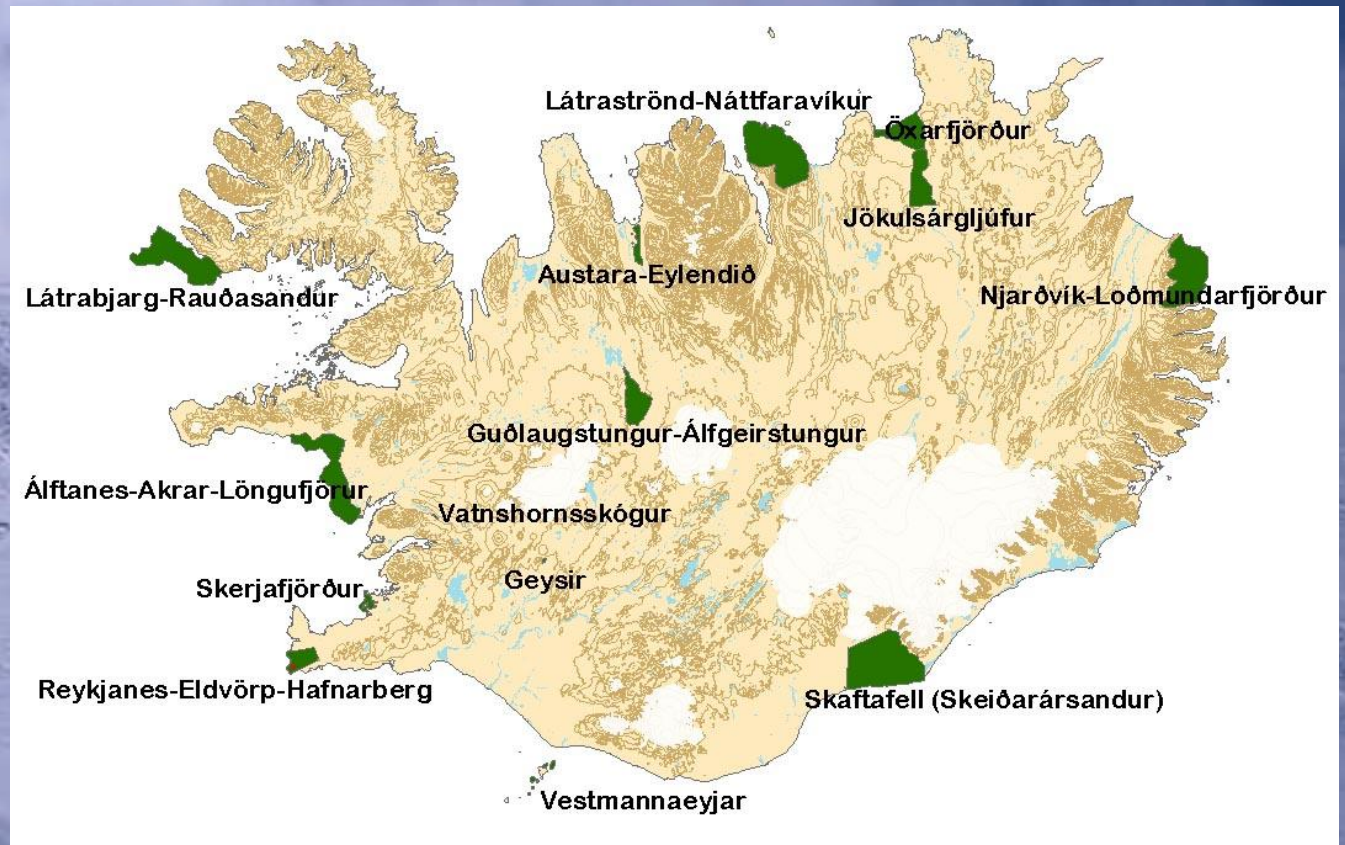 Látraströnd-Náttfaravíkur
Öxarfjörður
Jökulsárgljúfur
Austara-Eylendið
Látrabjarg-Rauðasandur
Njarðvík-Loðmundarfjörður
Guðlaugstungur-Álfgeirstungur
Álftanes-Akrar-Löngufjörur
Vatnshornsskógur
Geysir
Skerjafjörður
Reykjanes-Eldvörp-Hafnarberg
Skaftafell (Skeiðarársandur)
Vestmannaeyjar